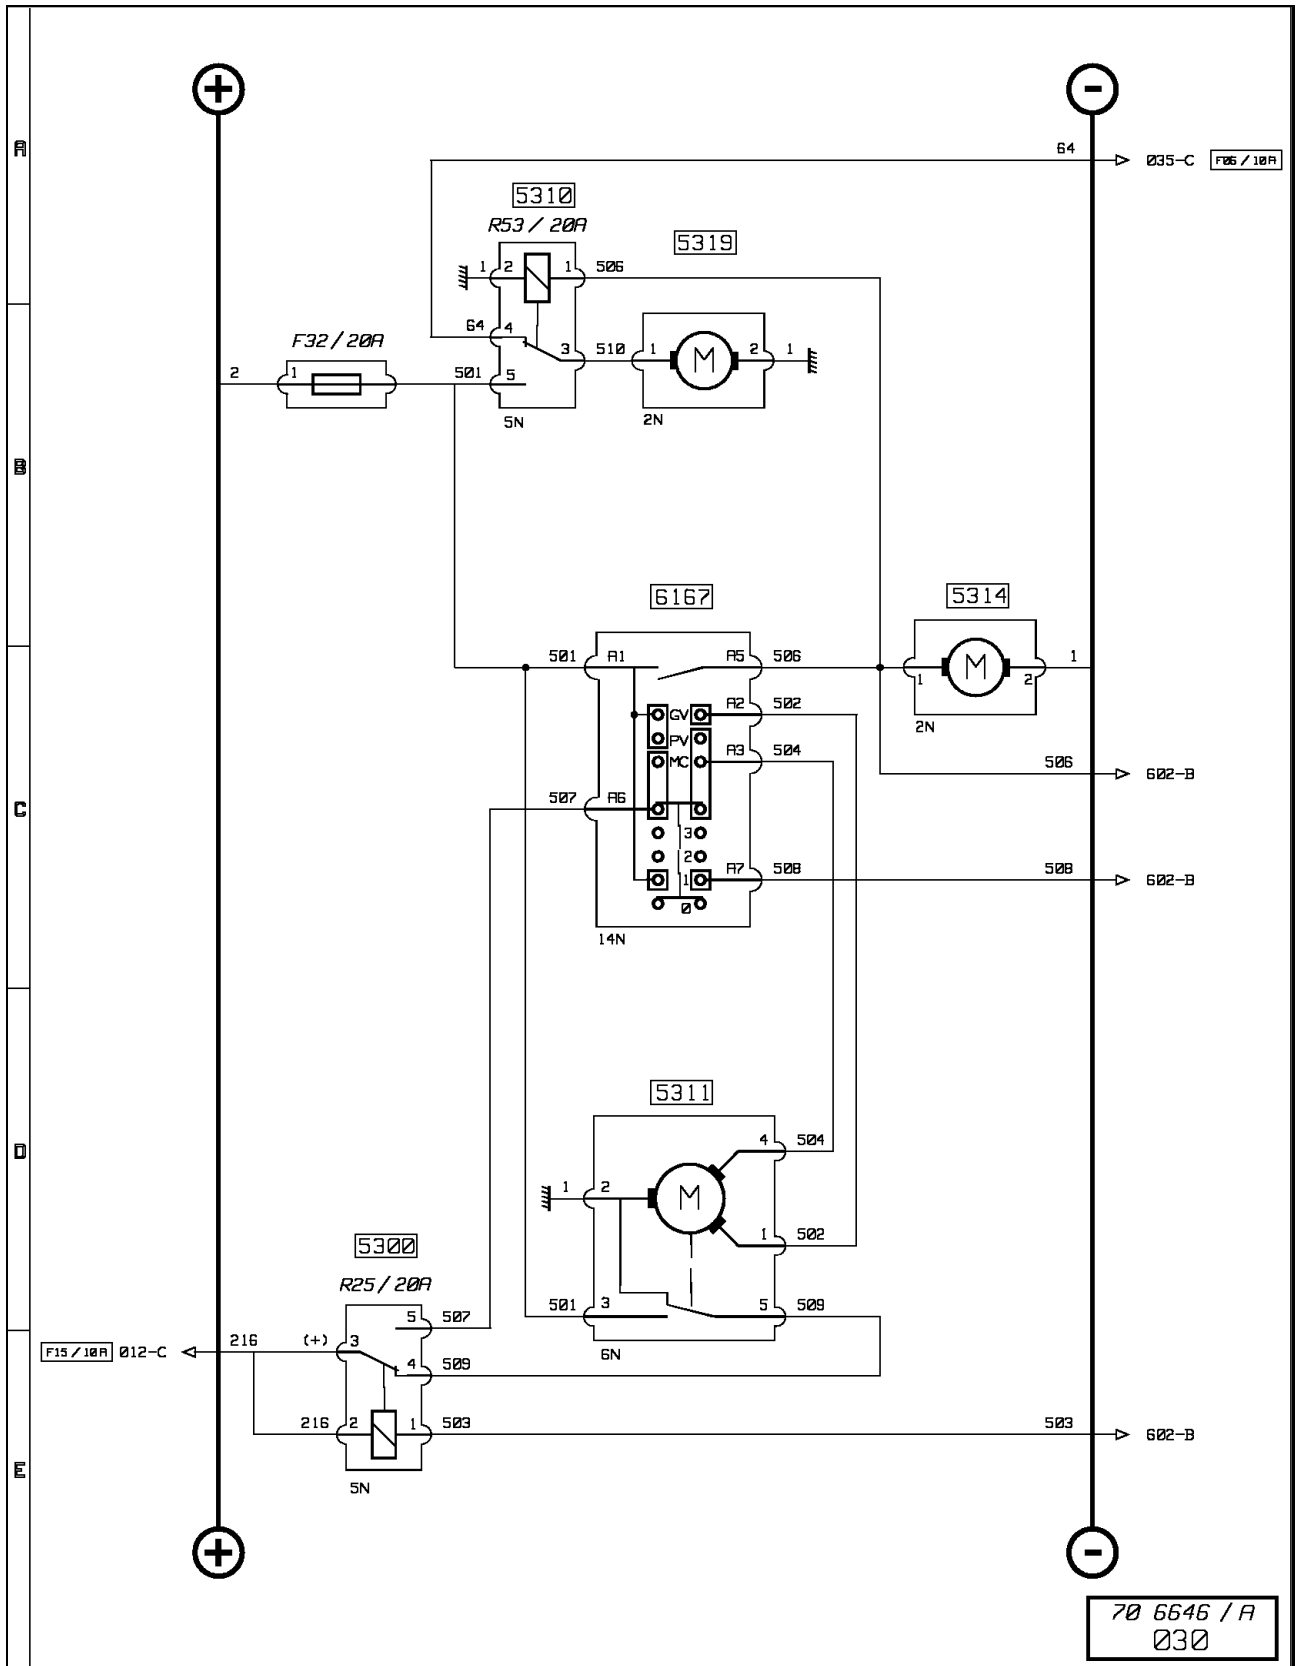 + -
A
64 035-C F06/10A
5310
R53/20A 5319
1 2 1 506
F32/20A 64 4 3 510 1 M 2 1
2 1 501 5
5N 2N
B
6167 5314
501 A1 A5 506 1 M 2 1
GV A2 502 2N
PV
MC A3 504 506 602-B
C 507 A6
3
2
1 A7 508 508 602-B
0
14N
5311
D 4 504
1 2 M
1 502
5300
R25/20A
501 3 5 509
5 507
F15/10A 012-C 216 (+) 3 6N
4 509
216 2 1 503 503 602-B
E
5N
+ -
70 6646/A
030